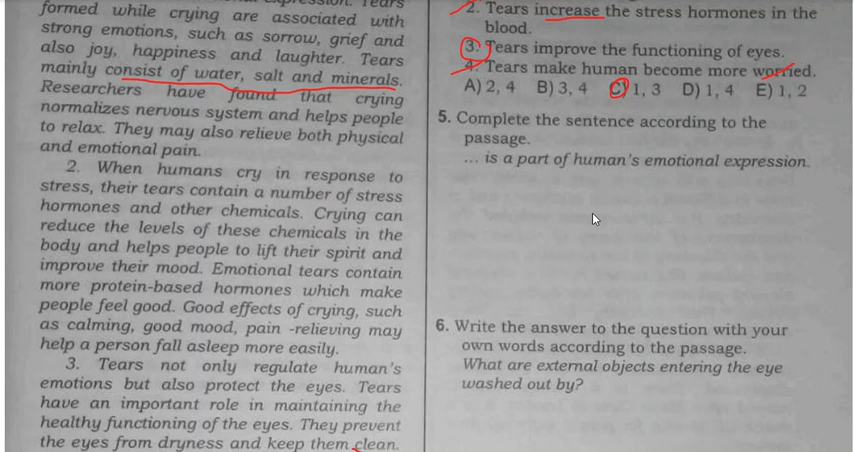 formed while crying are associated with
strong emotions, such as sorrow, grief and
also joy, happiness and laughter. Tears
mainly consist of water, salt and minerals.
Researchers have found that crying
normalizes nervous system and helps people
to relax. They may also relieve both physical
and emotional pain.
2. When humans cry in response to
stress, their tears contain a number of stress
hormones and other chemicals. Crying can
reduce the levels of these chemicals in the
body and helps people to lift their spirit and
improve their mood. Emotional tears contain
more protein-based hormones which make
people feel good. Good effects of crying, such
as calming, good mood, pain -relieving may
help a person fall asleep more easily.
3. Tears not only regulate human's
emotions but also protect the eyes. Tears
have an important role in maintaining the
healthy functioning of the eyes. They prevent
the eyes from dryness and keep them clean.
2. Tears increase the stress hormones in the
blood.
3. Tears improve the functioning of eyes.
4. Tears make human become more worried.
A) 2, 4 B) 3, 4 C) 1, 3 D) 1, 4 E) 1, 2
5. Complete the sentence according to the
passage.
... is a part of human's emotional expression.
6. Write the answer to the question with your
own words according to the passage.
What are external objects entering the eye
washed out by?